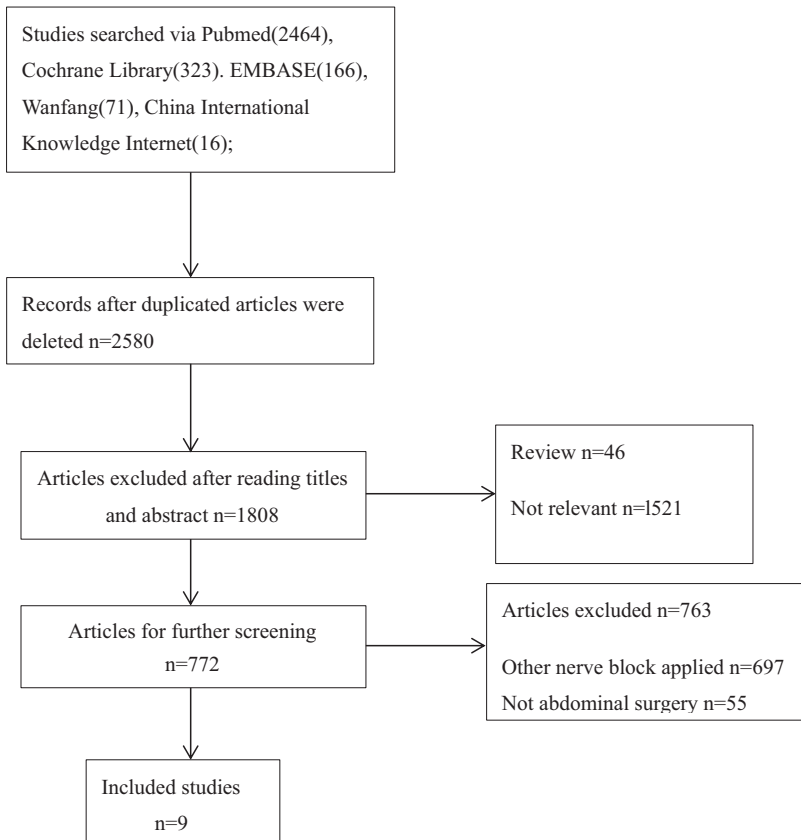 Studies searched via Pubmed(2464),
Cochrane Library(323). EMBASE(166),
Wanfang(71), China International
Knowledge Internet(16);
Records after duplicated articles were
deleted n=2580
Articles excluded after reading titles
and abstract n=1808
Review n=46
Not relevant n=l521
Articles for further screening
n=772
Articles excluded n=763
Other nerve block applied n=697
Not abdominal surgery n=55
Included studies
n=9